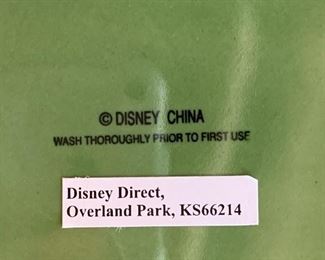 © DISNEY CHINA
WASH THOROUGHLY PRIOR TO FIRST USE
Disney Direct,
Overland Park, KS66214